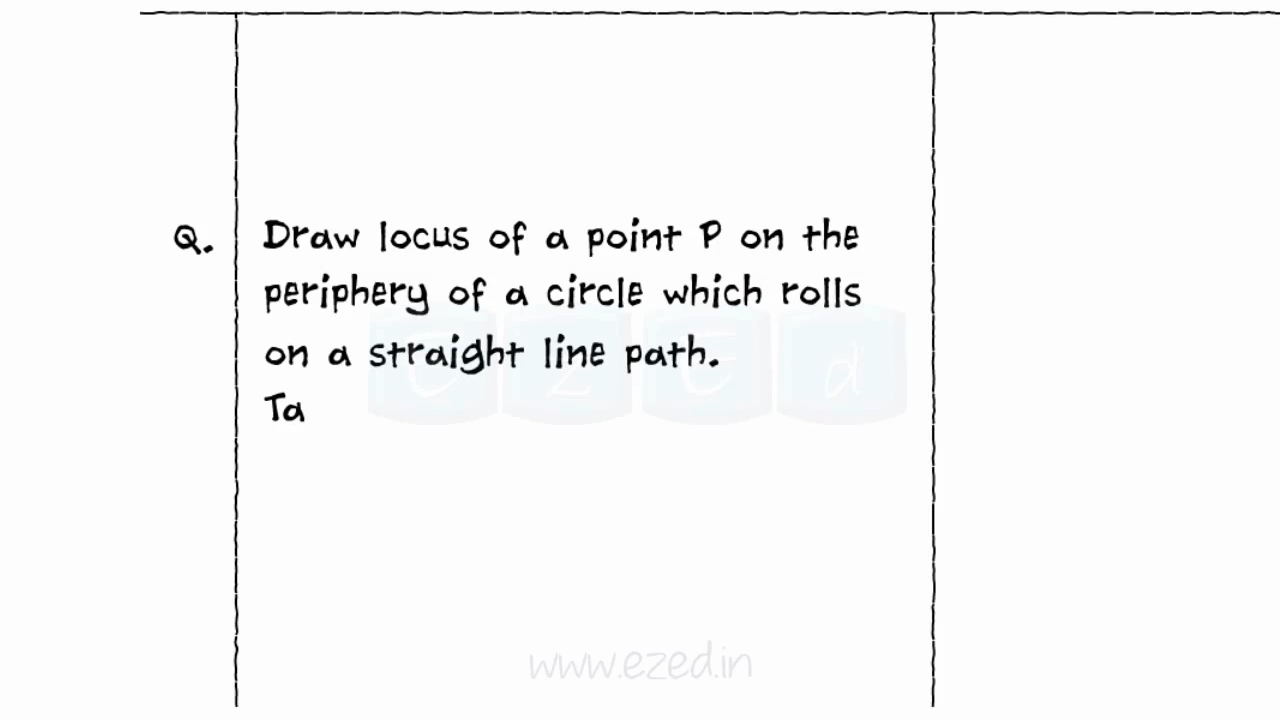 Q. Draw locus of a point P on the
periphery of a circle which rolls
on a straight line path.
Ta
e z E d
www.ezed.in